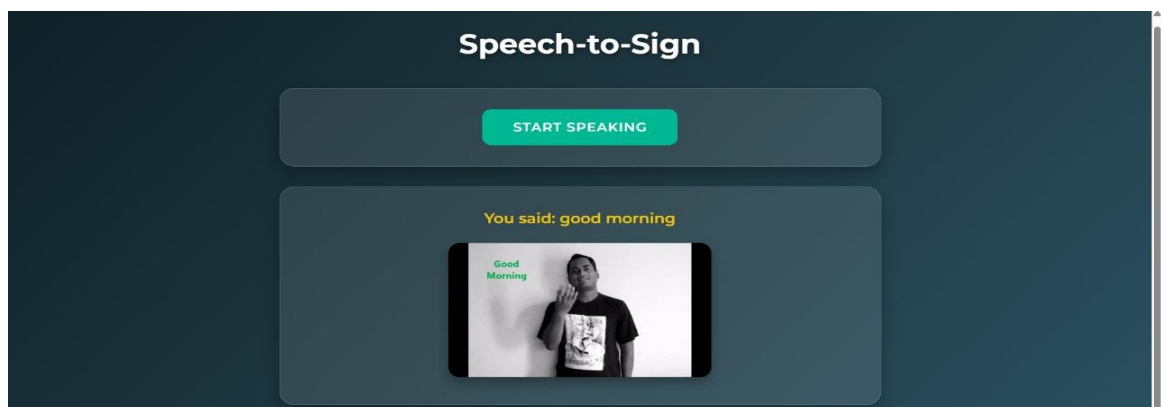 Speech-to-Sign
START SPEAKING
You said: good morning
Good
Morning